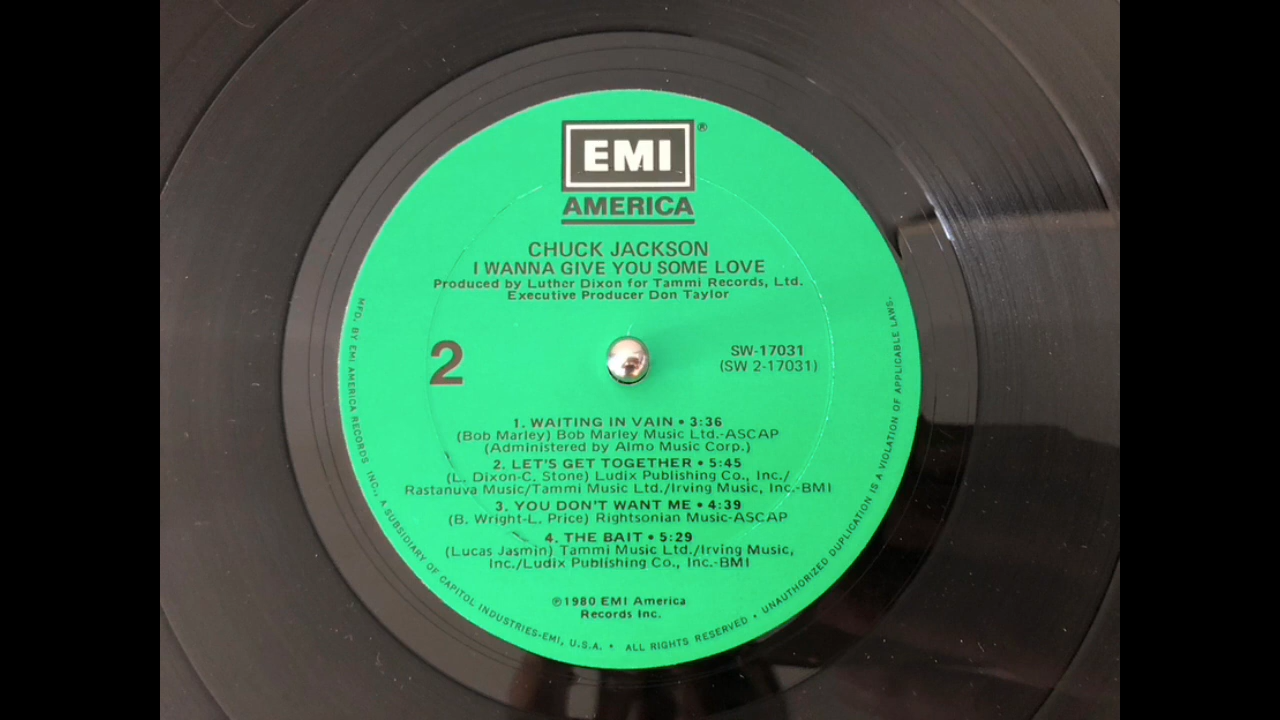 EMI®
AMERICA
CHUCK JACKSON
I WANNA GIVE YOU SOME LOVE
Produced by Luther Dixon for Tammi Records, Ltd.
Executive Producer Don Taylor
2
SW-17031
(SW 2-17031)
1. WAITING IN VAIN • 3:36
(Bob Marley) Bob Marley Music Ltd.-ASCAP
(Administered by Almo Music Corp.)
2. LET'S GET TOGETHER • 5:45
(L. Dixon-C. Stone) Ludix Publishing Co., Inc./
Rastanuva Music/Tammi Music Ltd./Irving Music, Inc.-BMI
3. YOU DON'T WANT ME • 4:39
(B. Wright-L. Price) Rightsonian Music-ASCAP
4. THE BAIT • 5:29
(Lucas Jasmin) Tammi Music Ltd./Irving Music,
Inc./Ludix Publishing Co., Inc.-BMI
℗1980 EMI America
Records Inc.
MFD. BY EMI AMERICA RECORDS INC., A SUBSIDIARY OF CAPITOL INDUSTRIES-EMI, U.S.A. • ALL RIGHTS RESERVED • UNAUTHORIZED DUPLICATION IS A VIOLATION OF APPLICABLE LAWS.